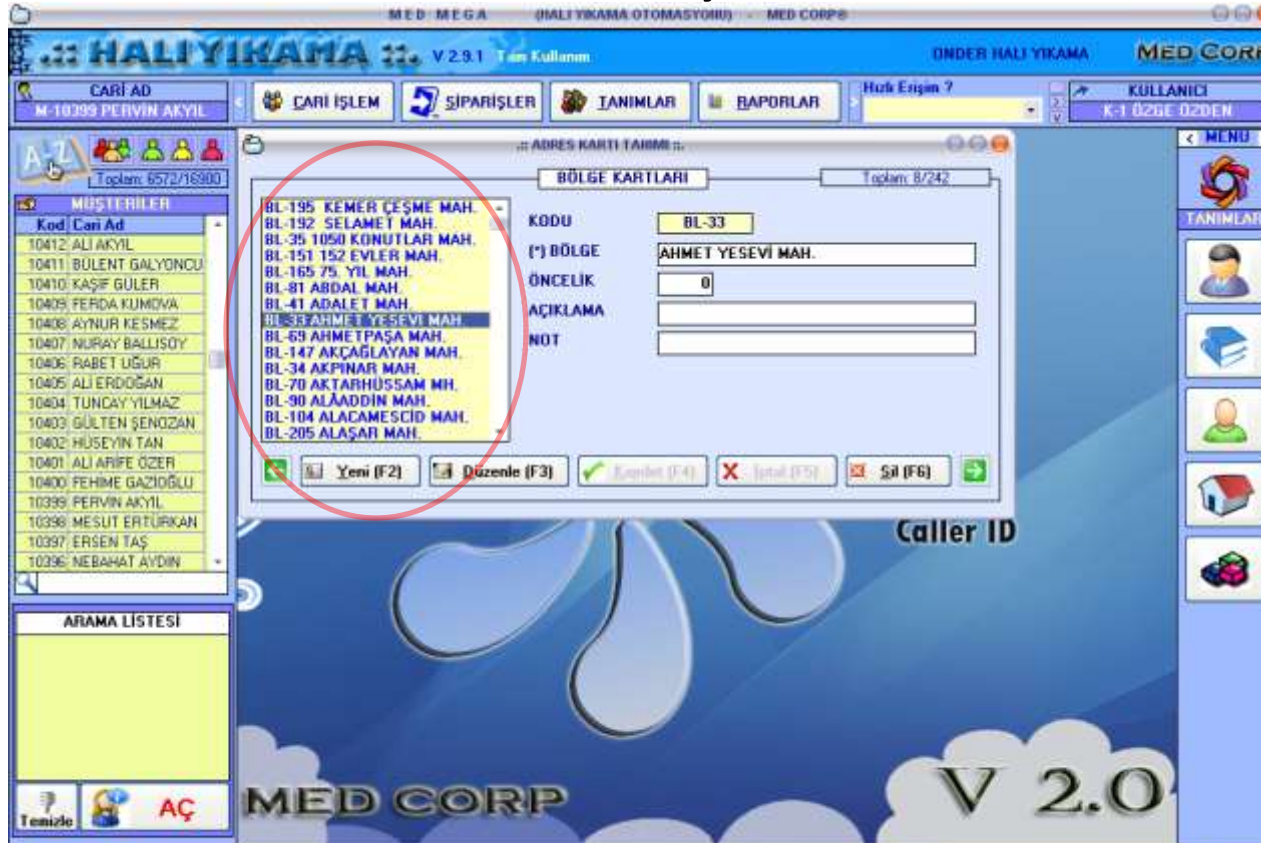 MED MEGA (HALI YIKAMA OTOMASYONU) - MED CORP®
.:: HALI YIKAMA ::. V 2.9.1 Tam Kullanım
ÖNDER HALI YIKAMA
MED CORP
CARİ AD
M-10399 PERVİN AKYIL
CARİ İŞLEM
SİPARİŞLER
TANIMLAR
RAPORLAR
Hızlı Erişim ?
KULLANICI
K-1 ÖZGE ÖZDEN
< MENU
TANIMLAR
A-Z
Toplam: 6572/16900
MÜŞTERİLER
Kod Cari Ad
10412 ALİ AKYIL
10411 BÜLENT GALYONCU
10410 KAŞİF GÜLER
10409 FERDA KUMOVA
10408 AYNUR KESMEZ
10407 NURAY BALLISOY
10406 RABET UĞUR
10405 ALİ ERDOĞAN
10404 TUNCAY YILMAZ
10403 GÜLTEN ŞENOZAN
10402 HÜSEYİN TAN
10401 ALİ ARİFE ÖZER
10400 FEHİME GAZİOĞLU
10399 PERVİN AKYIL
10398 MESUT ERTÜRKAN
10397 ERSEN TAŞ
10396 NEBAHAT AYDIN
ARAMA LİSTESİ
Temizle
AÇ
.:: ADRES KARTI TANIMI ::.
BÖLGE KARTLARI
Toplam: 8/242
BL-195 KEMER ÇEŞME MAH.
BL-192 SELAMET MAH.
BL-35 1050 KONUTLAR MAH.
BL-151 152 EVLER MAH.
BL-165 75. YIL MAH.
BL-81 ABDAL MAH.
BL-41 ADALET MAH.
BL-33 AHMET YESEVİ MAH.
BL-69 AHMETPAŞA MAH.
BL-147 AKÇAĞLAYAN MAH.
BL-34 AKPINAR MAH.
BL-70 AKTARHÜSSAM MH.
BL-90 ALÂADDİN MAH.
BL-104 ALACAMESCİD MAH.
BL-205 ALAŞAR MAH.
KODU BL-33
(*) BÖLGE AHMET YESEVİ MAH.
ÖNCELİK 0
AÇIKLAMA
NOT
Yeni (F2)
Düzenle (F3)
Kaydet (F4)
İptal (F5)
Sil (F6)
Caller ID
MED CORP
V 2.0